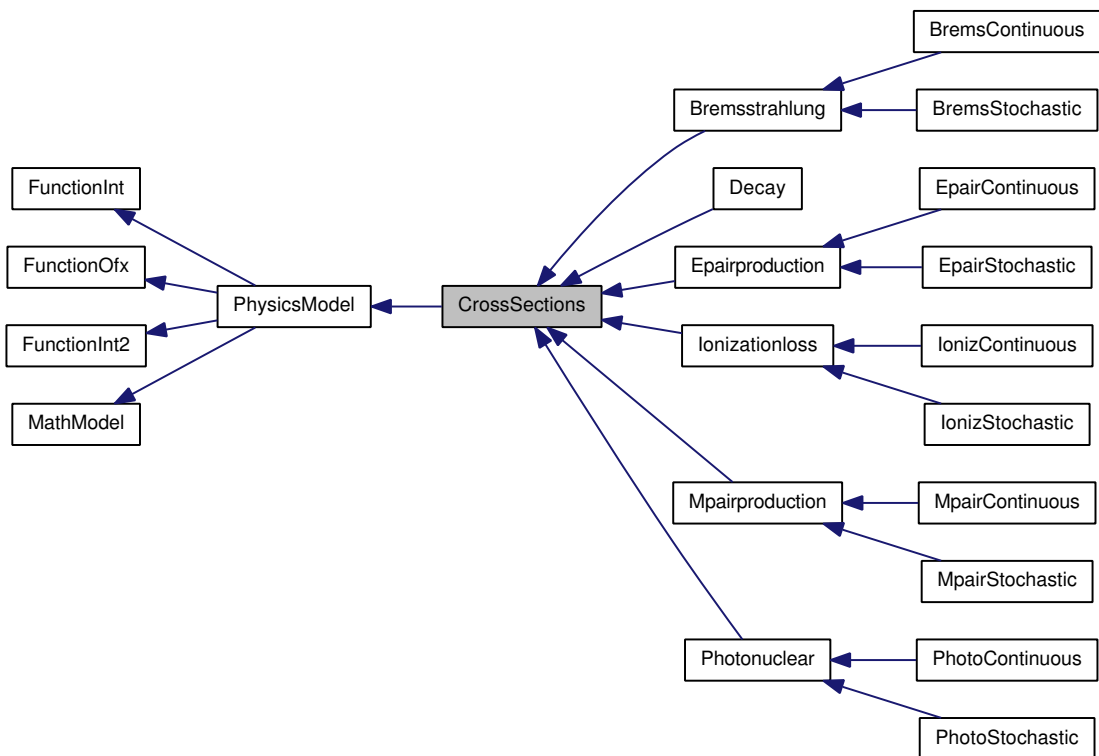 BremsContinuous
Bremsstrahlung
BremsStochastic
FunctionInt
Decay
EpairContinuous
FunctionOfx
Epairproduction
EpairStochastic
PhysicsModel
CrossSections
FunctionInt2
Ionizationloss
IonizContinuous
MathModel
IonizStochastic
Mpairproduction
MpairContinuous
MpairStochastic
Photonuclear
PhotoContinuous
PhotoStochastic